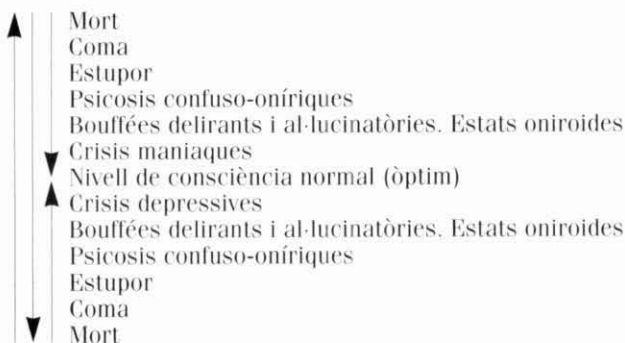 Mort
Coma
Estupor
Psicosis confuso-oníriques
Bouffées delirants i al·lucinatòries. Estats oniroides
Crisis maniaques
Nivell de consciència normal (òptim)
Crisis depressives
Bouffées delirants i al·lucinatòries. Estats oniroides
Psicosis confuso-oníriques
Estupor
Coma
Mort